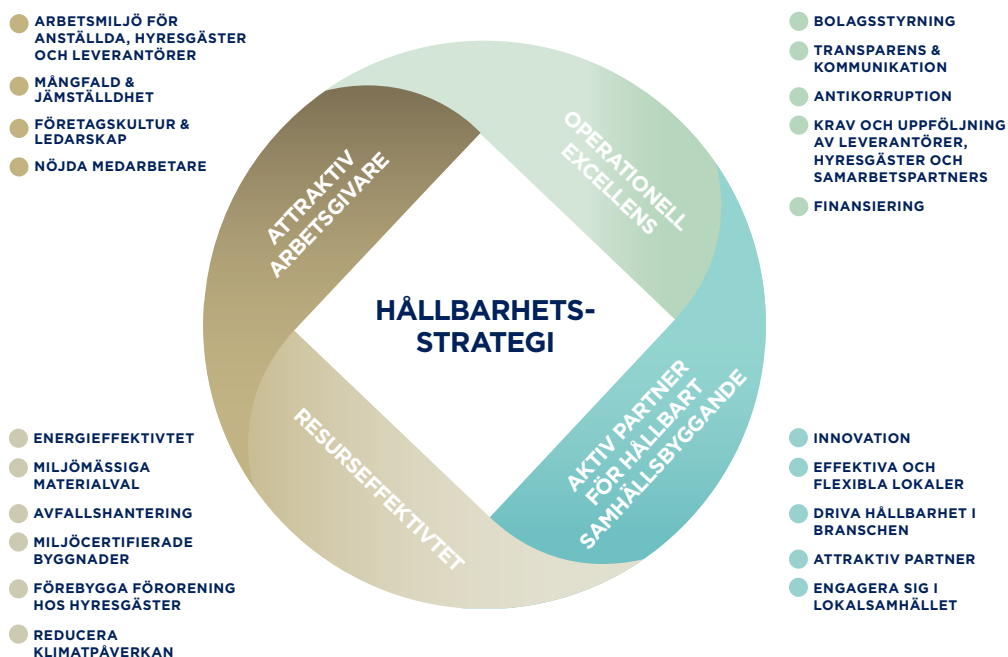 ARBETSMILJÖ FÖR
ANSTÄLLDA, HYRESGÄSTER
OCH LEVERANTÖRER
MÅNGFALD &
JÄMSTÄLLDHET
FÖRETAGSKULTUR &
LEDARSKAP
NÖJDA MEDARBETARE
BOLAGSSTYRNING
TRANSPARENS &
KOMMUNIKATION
ANTIKORRUPTION
KRAV OCH UPPFÖLJNING
AV LEVERANTÖRER,
HYRESGÄSTER OCH
SAMARBETSPARTNERS
FINANSIERING
ATTRAKTIV
ARBETSGIVARE
OPERATIONELL
EXCELLENS
HÅLLBARHETS-
STRATEGI
RESURSEFFEKTIVTET
AKTIV PARTNER
FÖR HÅLLBART
SAMHÄLLSBYGGANDE
ENERGIEFFEKTIVTET
MILJÖMÄSSIGA
MATERIALVAL
AVFALLSHANTERING
MILJÖCERTIFIERADE
BYGGNADER
FÖREBYGGA FÖRORENING
HOS HYRESGÄSTER
REDUCERA
KLIMATPÅVERKAN
INNOVATION
EFFEKTIVA OCH
FLEXIBLA LOKALER
DRIVA HÅLLBARHET I
BRANSCHEN
ATTRAKTIV PARTNER
ENGAGERA SIG I
LOKALSAMHÄLLET